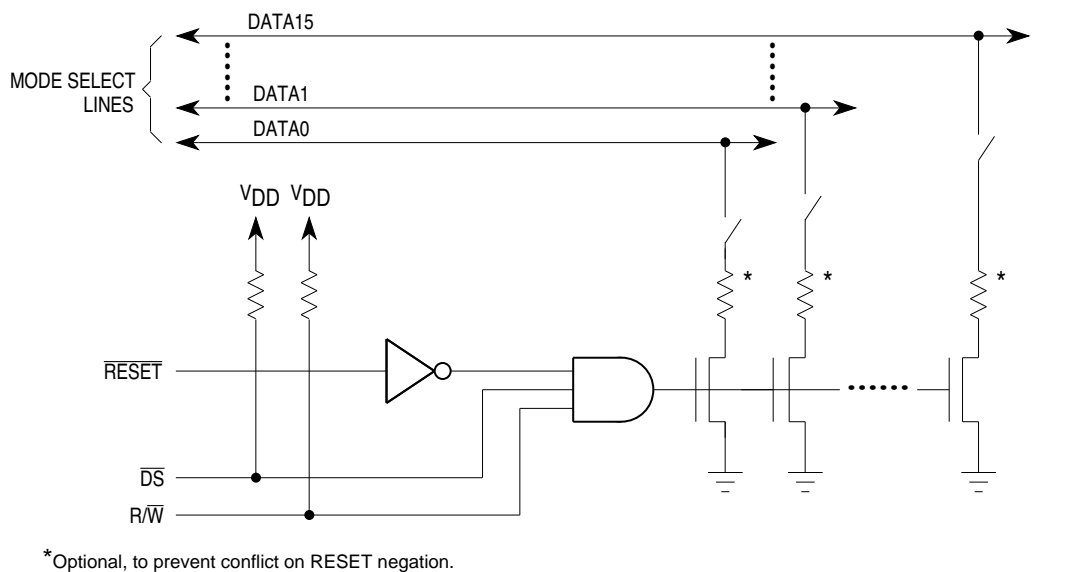 DATA15
MODE SELECT
LINES
DATA1
DATA0
VDD VDD
*
*
*
RESET
DS
R/W
*Optional, to prevent conflict on RESET negation.